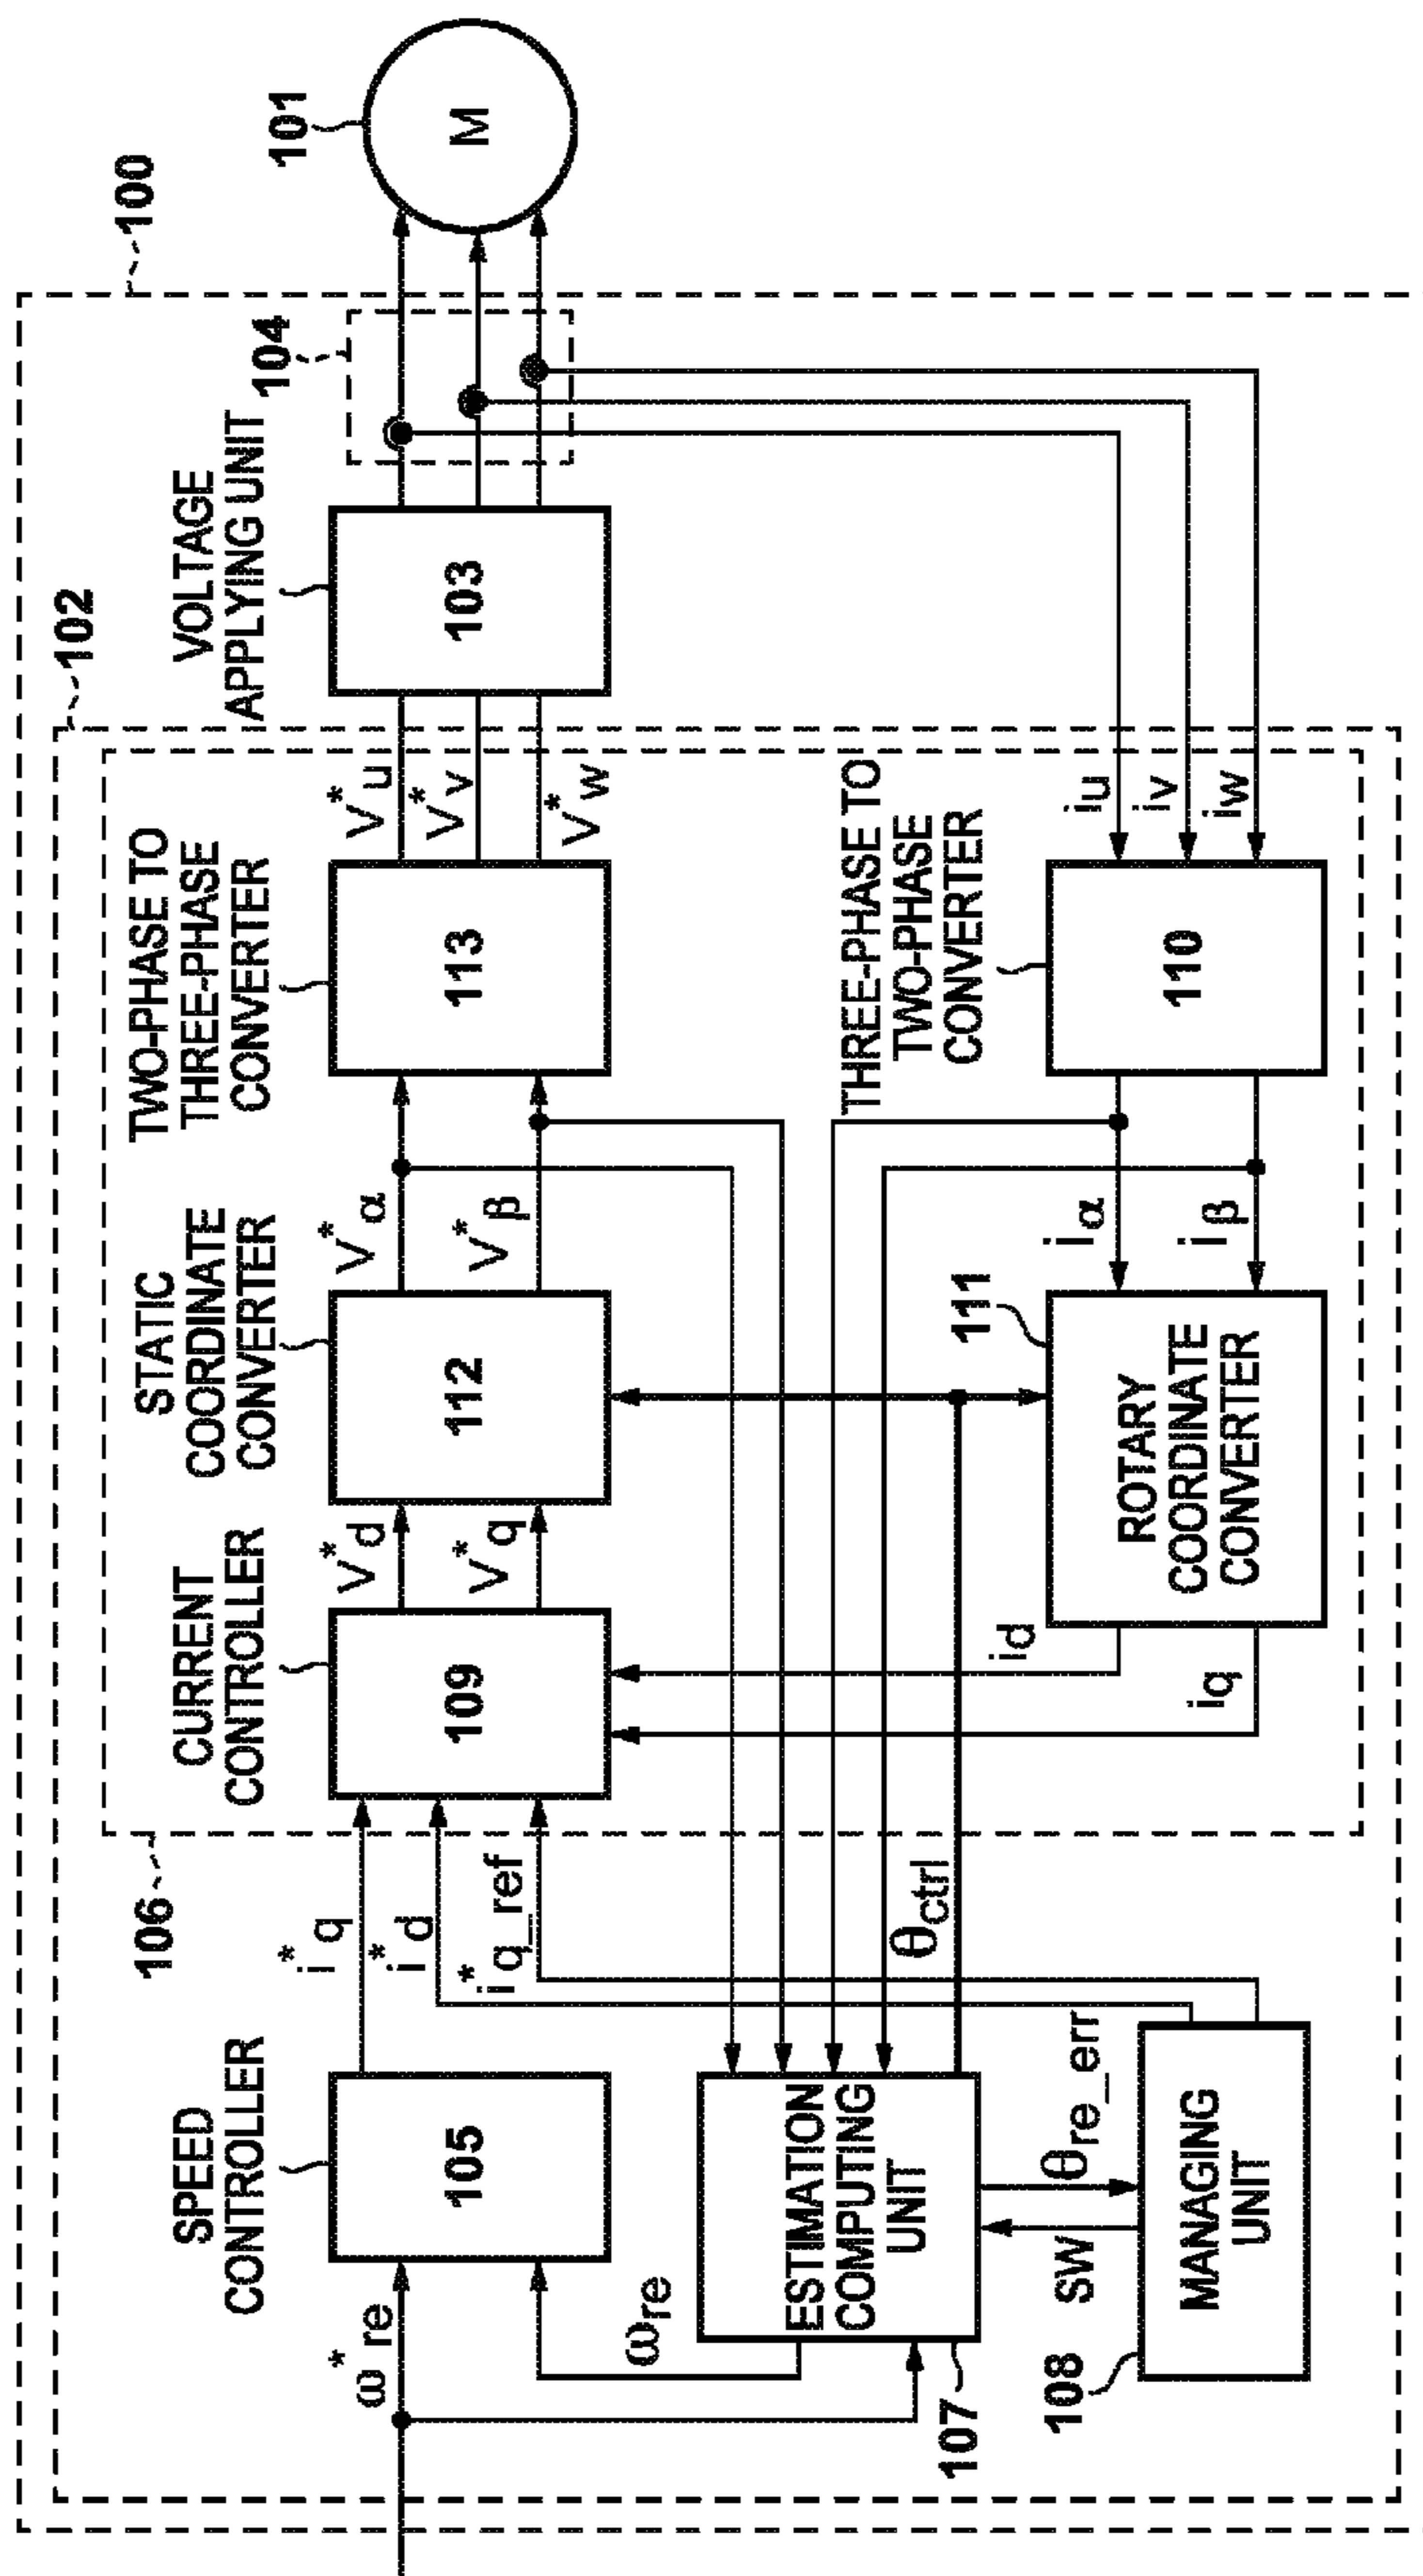 100
102
106
SPEED
CONTROLLER
105
CURRENT
CONTROLLER
109
STATIC
COORDINATE
CONVERTER
112
TWO-PHASE TO
THREE-PHASE
CONVERTER
113
VOLTAGE
APPLYING UNIT
103
104
101
M
ω*re
ωre
i*q
i*d
i*q_ref
V*d
V*q
V*α
V*β
V*u
V*v
V*w
ESTIMATION
COMPUTING
UNIT
107
θctrl
θre_err
SW
MANAGING
UNIT
108
id
iq
111
ROTARY
COORDINATE
CONVERTER
iα
iβ
THREE-PHASE TO
TWO-PHASE
CONVERTER
110
iu
iv
iw